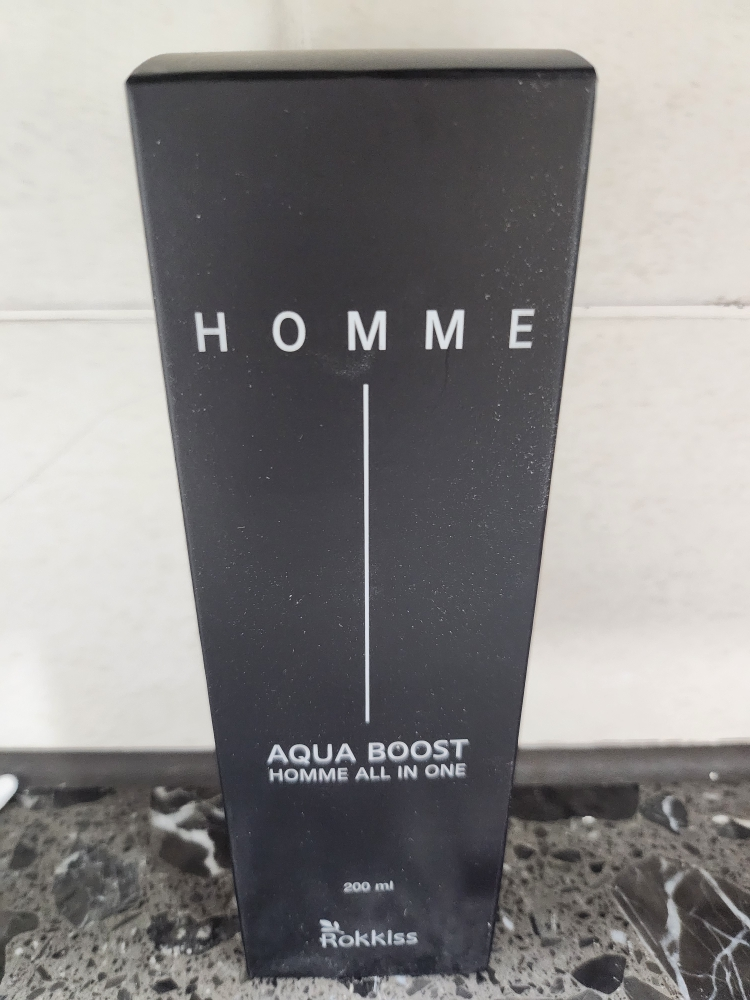 HOMME
AQUA BOOST
HOMME ALL IN ONE
200 ml
Rokkiss